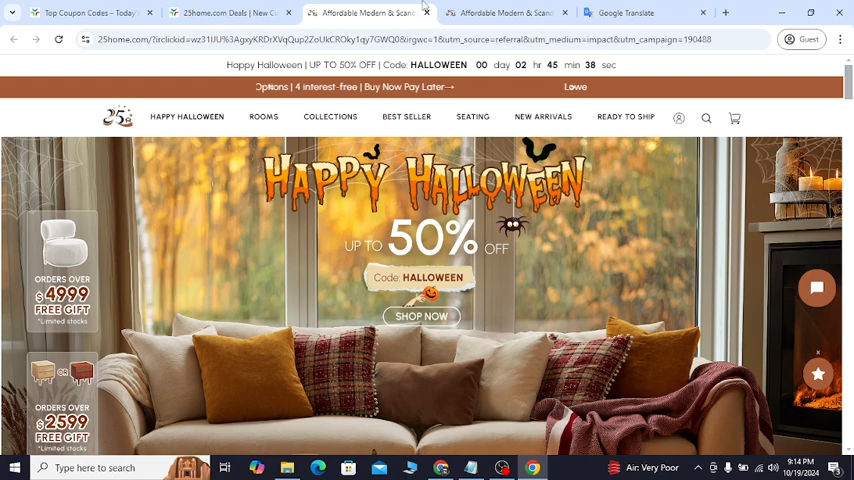 Top Coupon Codes – Today's
25home.com Deals | New Cu
Affordable Modern & Scand
Affordable Modern & Scand
Google Translate
25home.com/?irclickid=wz31IJU%3AgxyKRDrXVqQup2ZoUkCROky1qy7GWQ0&irgwc=1&utm_source=referral&utm_medium=impact&utm_campaign=190488
Guest
Happy Halloween | UP TO 50% OFF | Code: HALLOWEEN 00 day 02 hr 45 min 38 sec
Options | 4 interest-free | Buy Now Pay Later→
25
HAPPY HALLOWEEN
ROOMS
COLLECTIONS
BEST SELLER
SEATING
NEW ARRIVALS
READY TO SHIP
HAPPY HALLOWEEN
UP TO 50% OFF
Code: HALLOWEEN
SHOP NOW
ORDERS OVER
$4999
FREE GIFT
*Limited stocks
OR
ORDERS OVER
$2599
FREE GIFT
*Limited stocks
x
Type here to search
Air: Very Poor
9:14 PM
10/19/2024
3